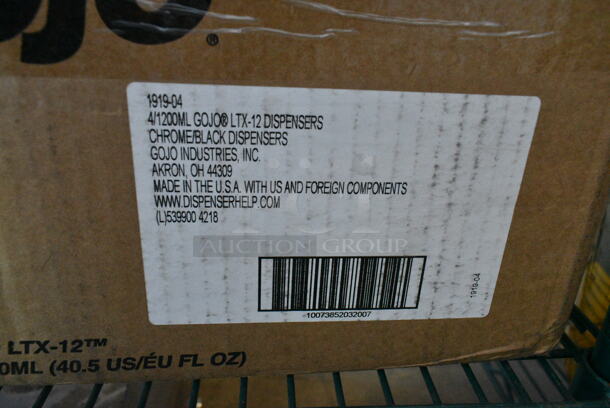 ojo®
1919-04
4/1200ML GOJO® LTX-12 DISPENSERS
CHROME/BLACK DISPENSERS
GOJO INDUSTRIES, INC.
AKRON, OH 44309
MADE IN THE U.S.A. WITH US AND FOREIGN COMPONENTS
WWW.DISPENSERHELP.COM
(L)539900 4218
AUCTION GROUP
10073852032007
1919-04
LTX-12™
0ML (40.5 US/ÉU FL OZ)